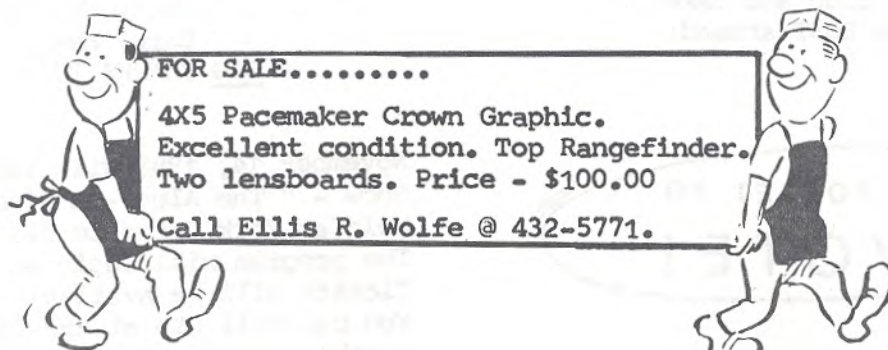 FOR SALE.........
4X5 Pacemaker Crown Graphic.
Excellent condition. Top Rangefinder.
Two lensboards. Price - $100.00
Call Ellis R. Wolfe @ 432-5771.